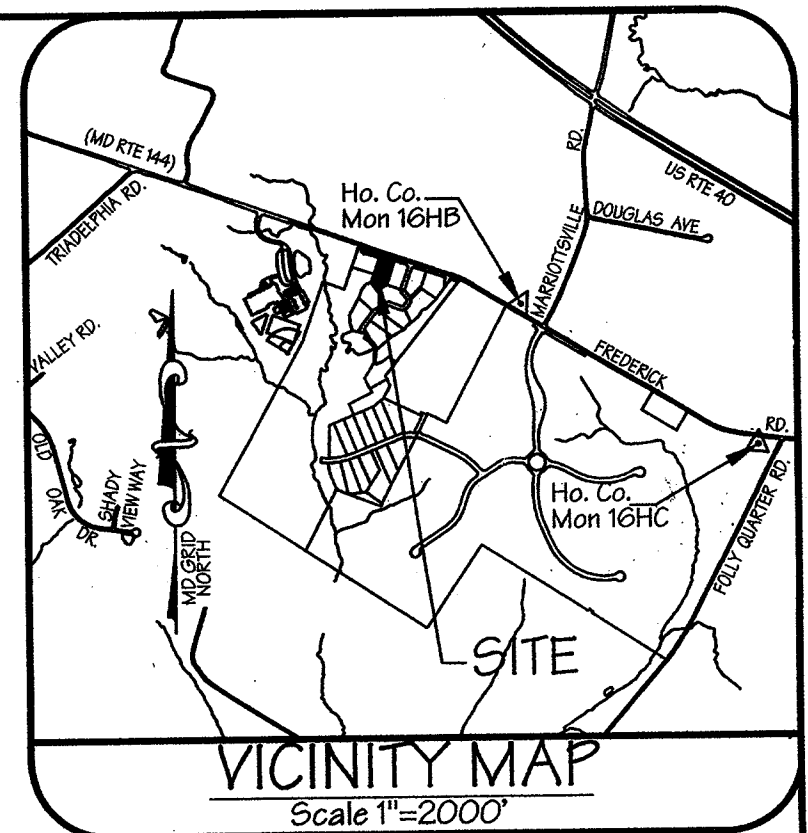 (MD RTE 144)
TRIADELPHIA RD.
Ho. Co.
Mon 16HB
RD.
MARRIOTTSVILLE
US RTE 40
DOUGLAS AVE
VALLEY RD.
FREDERICK
RD.
OLD
OAK
DR.
SHADY
VIEW WAY
MD GRID
NORTH
Ho. Co.
Mon 16HC
FOLLY QUARTER RD.
SITE
VICINITY MAP
Scale 1"=2000'